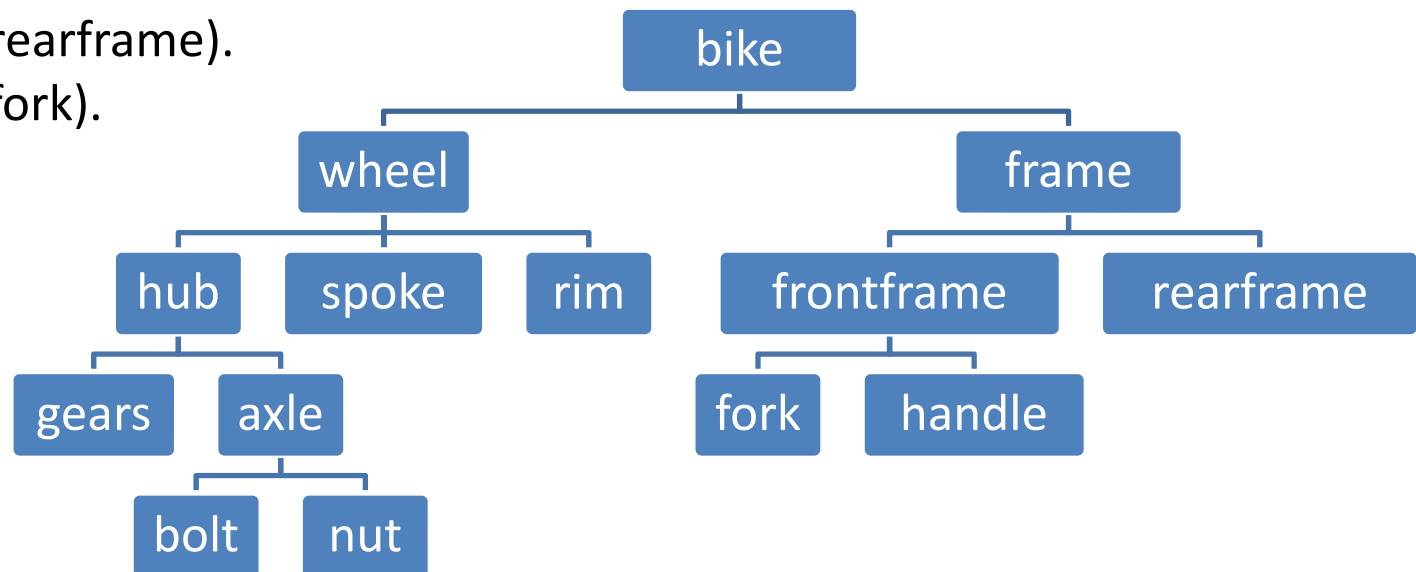 rearframe).
fork).
bike
wheel
frame
hub
spoke
rim
frontframe
rearframe
gears
axle
fork
handle
bolt
nut